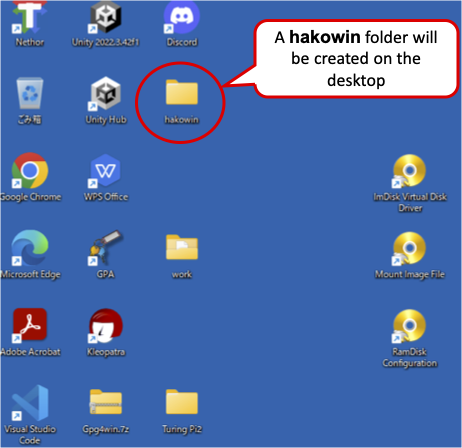 Nethor
Unity 2022.3.42f1
Discord
A hakowin folder will
be created on the
desktop
ごみ箱
Unity Hub
hakowin
Google Chrome
WPS Office
ImDisk Virtual Disk
Driver
Microsoft Edge
GPA
work
Mount Image File
Adobe Acrobat
Kleopatra
RamDisk
Configuration
Visual Studio
Code
Gpg4win.7z
Turing Pi2